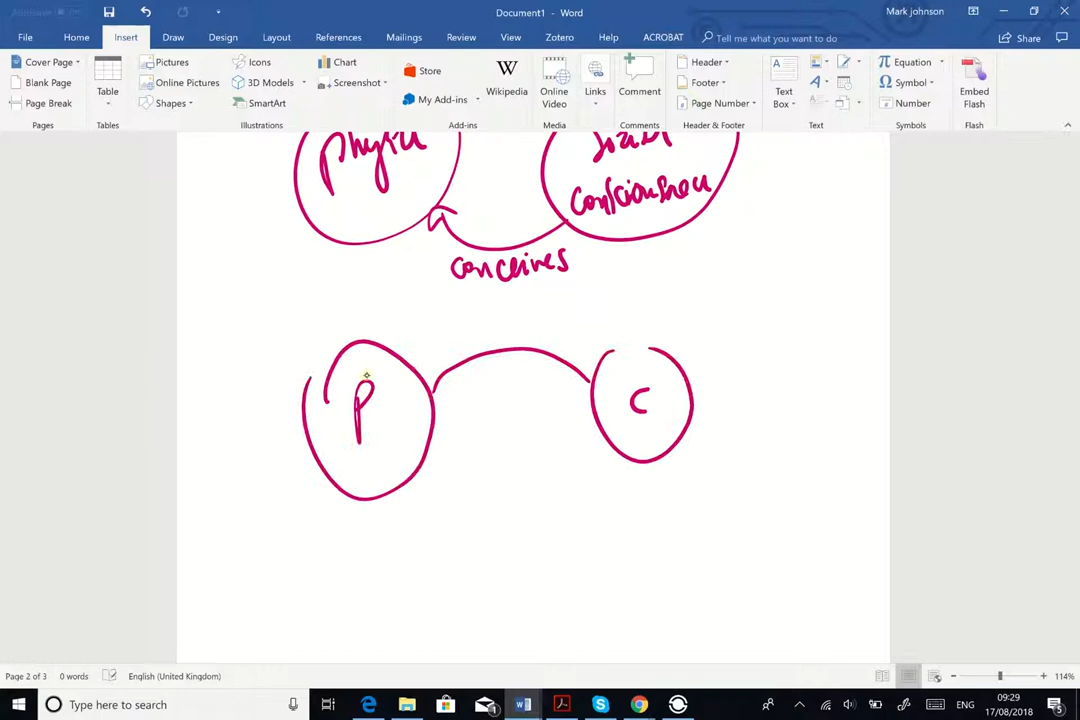 AutoSave Off
Document1 - Word
Mark johnson
File Home Insert Draw Design Layout References Mailings Review View Zotero Help ACROBAT Tell me what you want to do Share
Cover Page
Blank Page
Page Break
Pages
Table
Tables
Pictures
Online Pictures
Shapes
Icons
3D Models
SmartArt
Chart
Screenshot
Illustrations
Store
My Add-ins
Wikipedia
Add-ins
Online Video
Media
Links
Comment
Comments
Header
Footer
Page Number
Header & Footer
Text Box
Text
Equation
Symbol
Number
Symbols
Embed Flash
Flash
consciousness
conceives
P
C
Page 2 of 3 0 words English (United Kingdom) 114%
Type here to search
ENG
09:29
17/08/2018
5